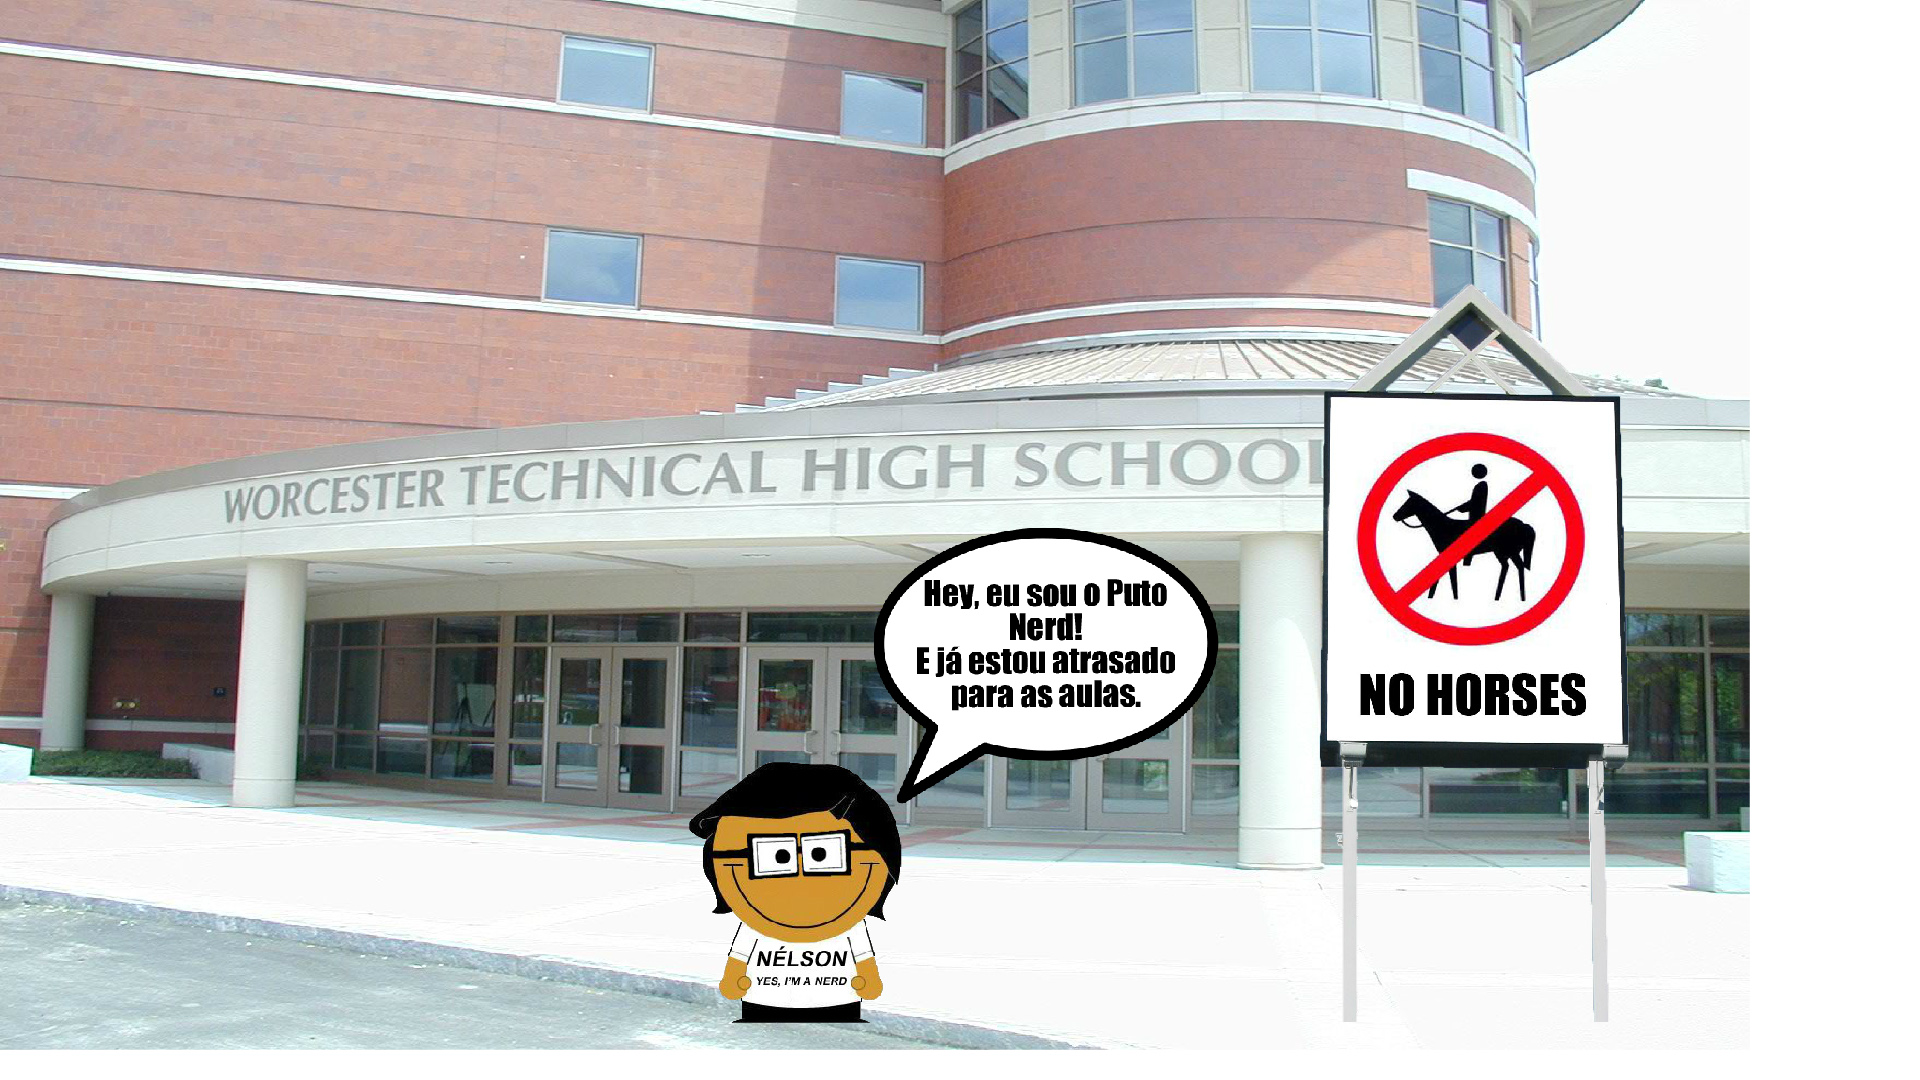 WORCESTER TECHNICAL HIGH SCHOOL
Hey, eu sou o Puto
Nerd!
E já estou atrasado
para as aulas.
NO HORSES
NÉLSON
YES, I'M A NERD